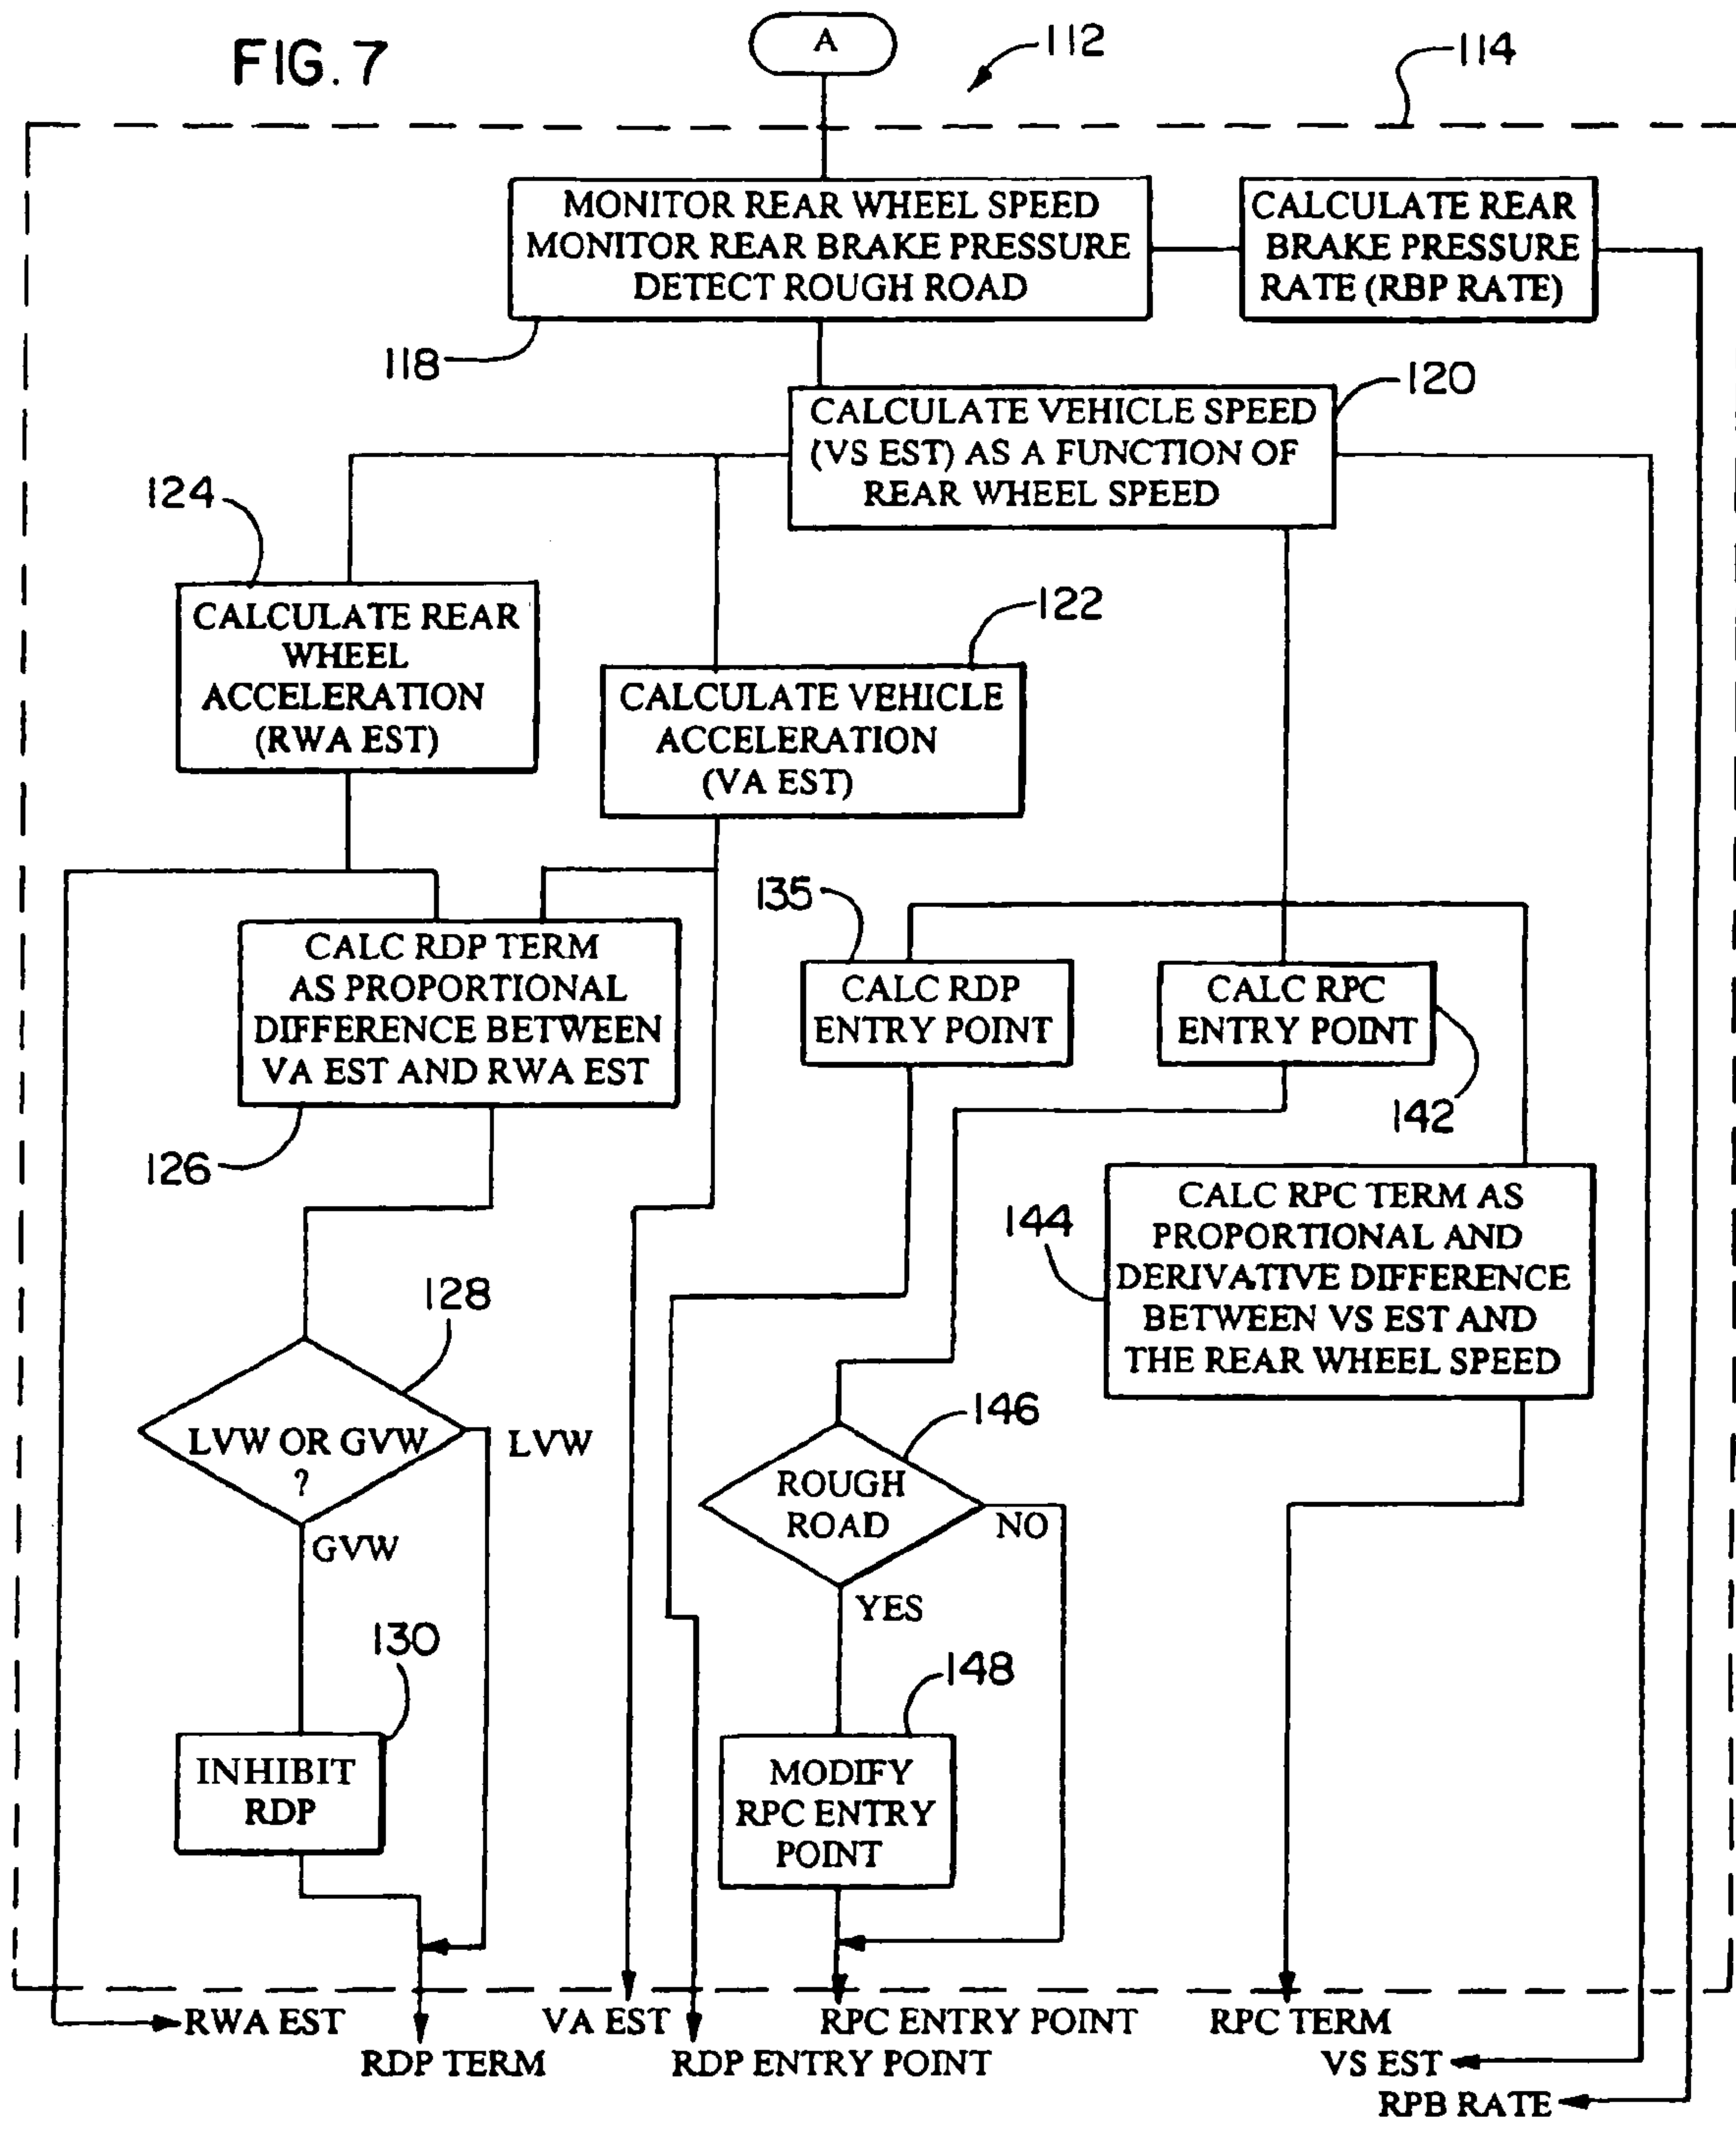 FIG. 7
A
112
114
MONITOR REAR WHEEL SPEED
MONITOR REAR BRAKE PRESSURE
DETECT ROUGH ROAD
CALCULATE REAR
BRAKE PRESSURE
RATE (RBP RATE)
118
120
CALCULATE VEHICLE SPEED
(VS EST) AS A FUNCTION OF
REAR WHEEL SPEED
124
CALCULATE REAR
WHEEL
ACCELERATION
(RWA EST)
122
CALCULATE VEHICLE
ACCELERATION
(VA EST)
135
CALC RDP TERM
AS PROPORTIONAL
DIFFERENCE BETWEEN
VA EST AND RWA EST
126
CALC RDP
ENTRY POINT
CALC RPC
ENTRY POINT
142
144
CALC RPC TERM AS
PROPORTIONAL AND
DERIVATIVE DIFFERENCE
BETWEEN VS EST AND
THE REAR WHEEL SPEED
128
LVW OR GVW
?
LVW
GVW
146
ROUGH
ROAD
NO
YES
130
INHIBIT
RDP
148
MODIFY
RPC ENTRY
POINT
RWA EST
RDP TERM
VA EST
RDP ENTRY POINT
RPC ENTRY POINT
RPC TERM
VS EST
RPB RATE